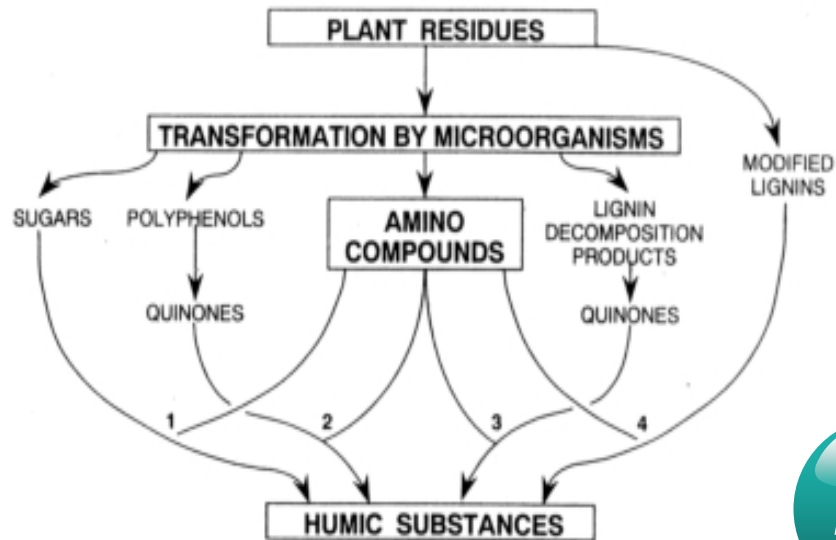 PLANT RESIDUES
TRANSFORMATION BY MICROORGANISMS
MODIFIED
LIGNINS
SUGARS
POLYPHENOLS
AMINO
COMPOUNDS
LIGNIN
DECOMPOSITION
PRODUCTS
QUINONES
QUINONES
1
2
3
4
HUMIC SUBSTANCES